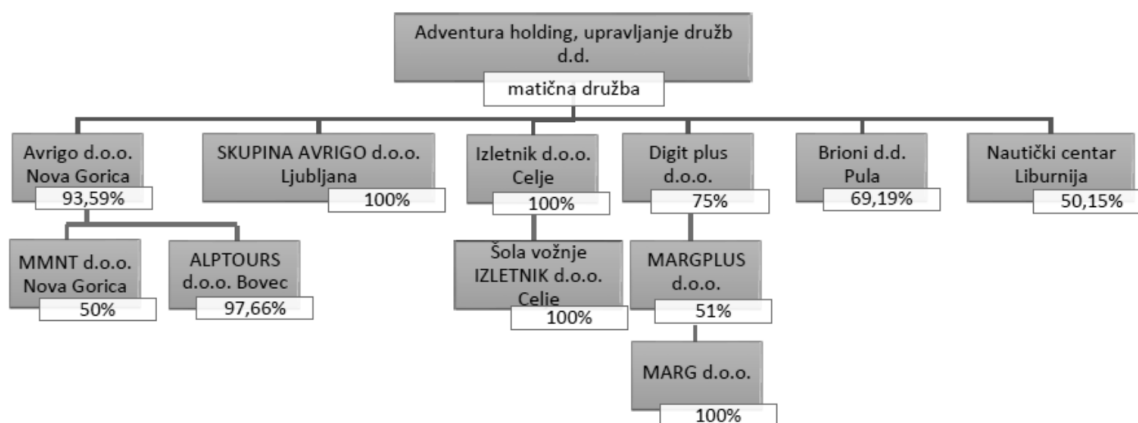 Adventura holding, upravljanje družb
d.d.
matična družba
Avrigo d.o.o.
Nova Gorica
93,59%
SKUPINA AVRIGO d.o.o.
Ljubljana
100%
Izletnik d.o.o.
Celje
100%
Digit plus
d.o.o.
75%
Brioni d.d.
Pula
69,19%
Nautički centar
Liburnija
50,15%
MMNT d.o.o.
Nova Gorica
50%
ALPTOURS
d.o.o. Bovec
97,66%
Šola vožnje
IZLETNIK d.o.o.
Celje
100%
MARGPLUS
d.o.o.
51%
MARG d.o.o.
100%